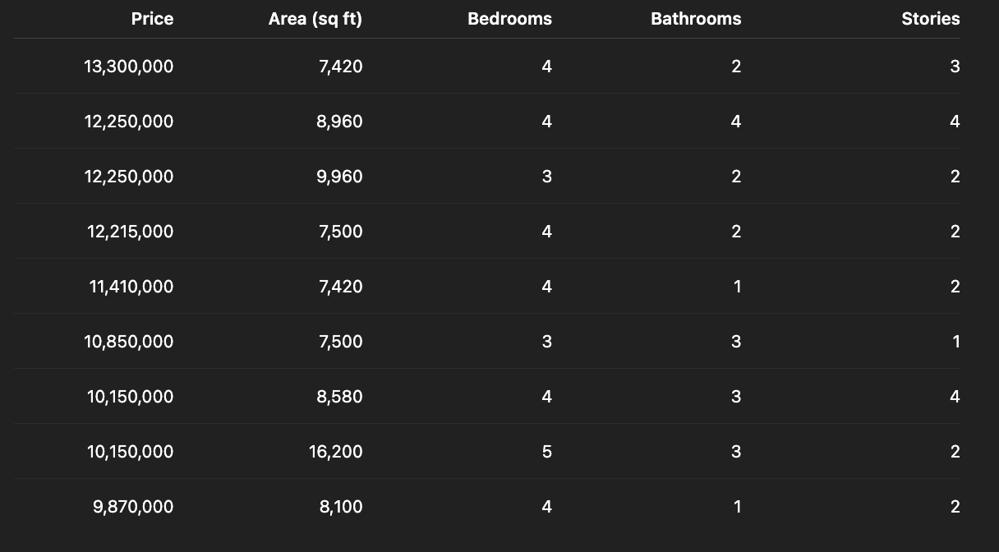 Price Area (sq ft) Bedrooms Bathrooms Stories
13,300,000 7,420 4 2 3
12,250,000 8,960 4 4 4
12,250,000 9,960 3 2 2
12,215,000 7,500 4 2 2
11,410,000 7,420 4 1 2
10,850,000 7,500 3 3 1
10,150,000 8,580 4 3 4
10,150,000 16,200 5 3 2
9,870,000 8,100 4 1 2